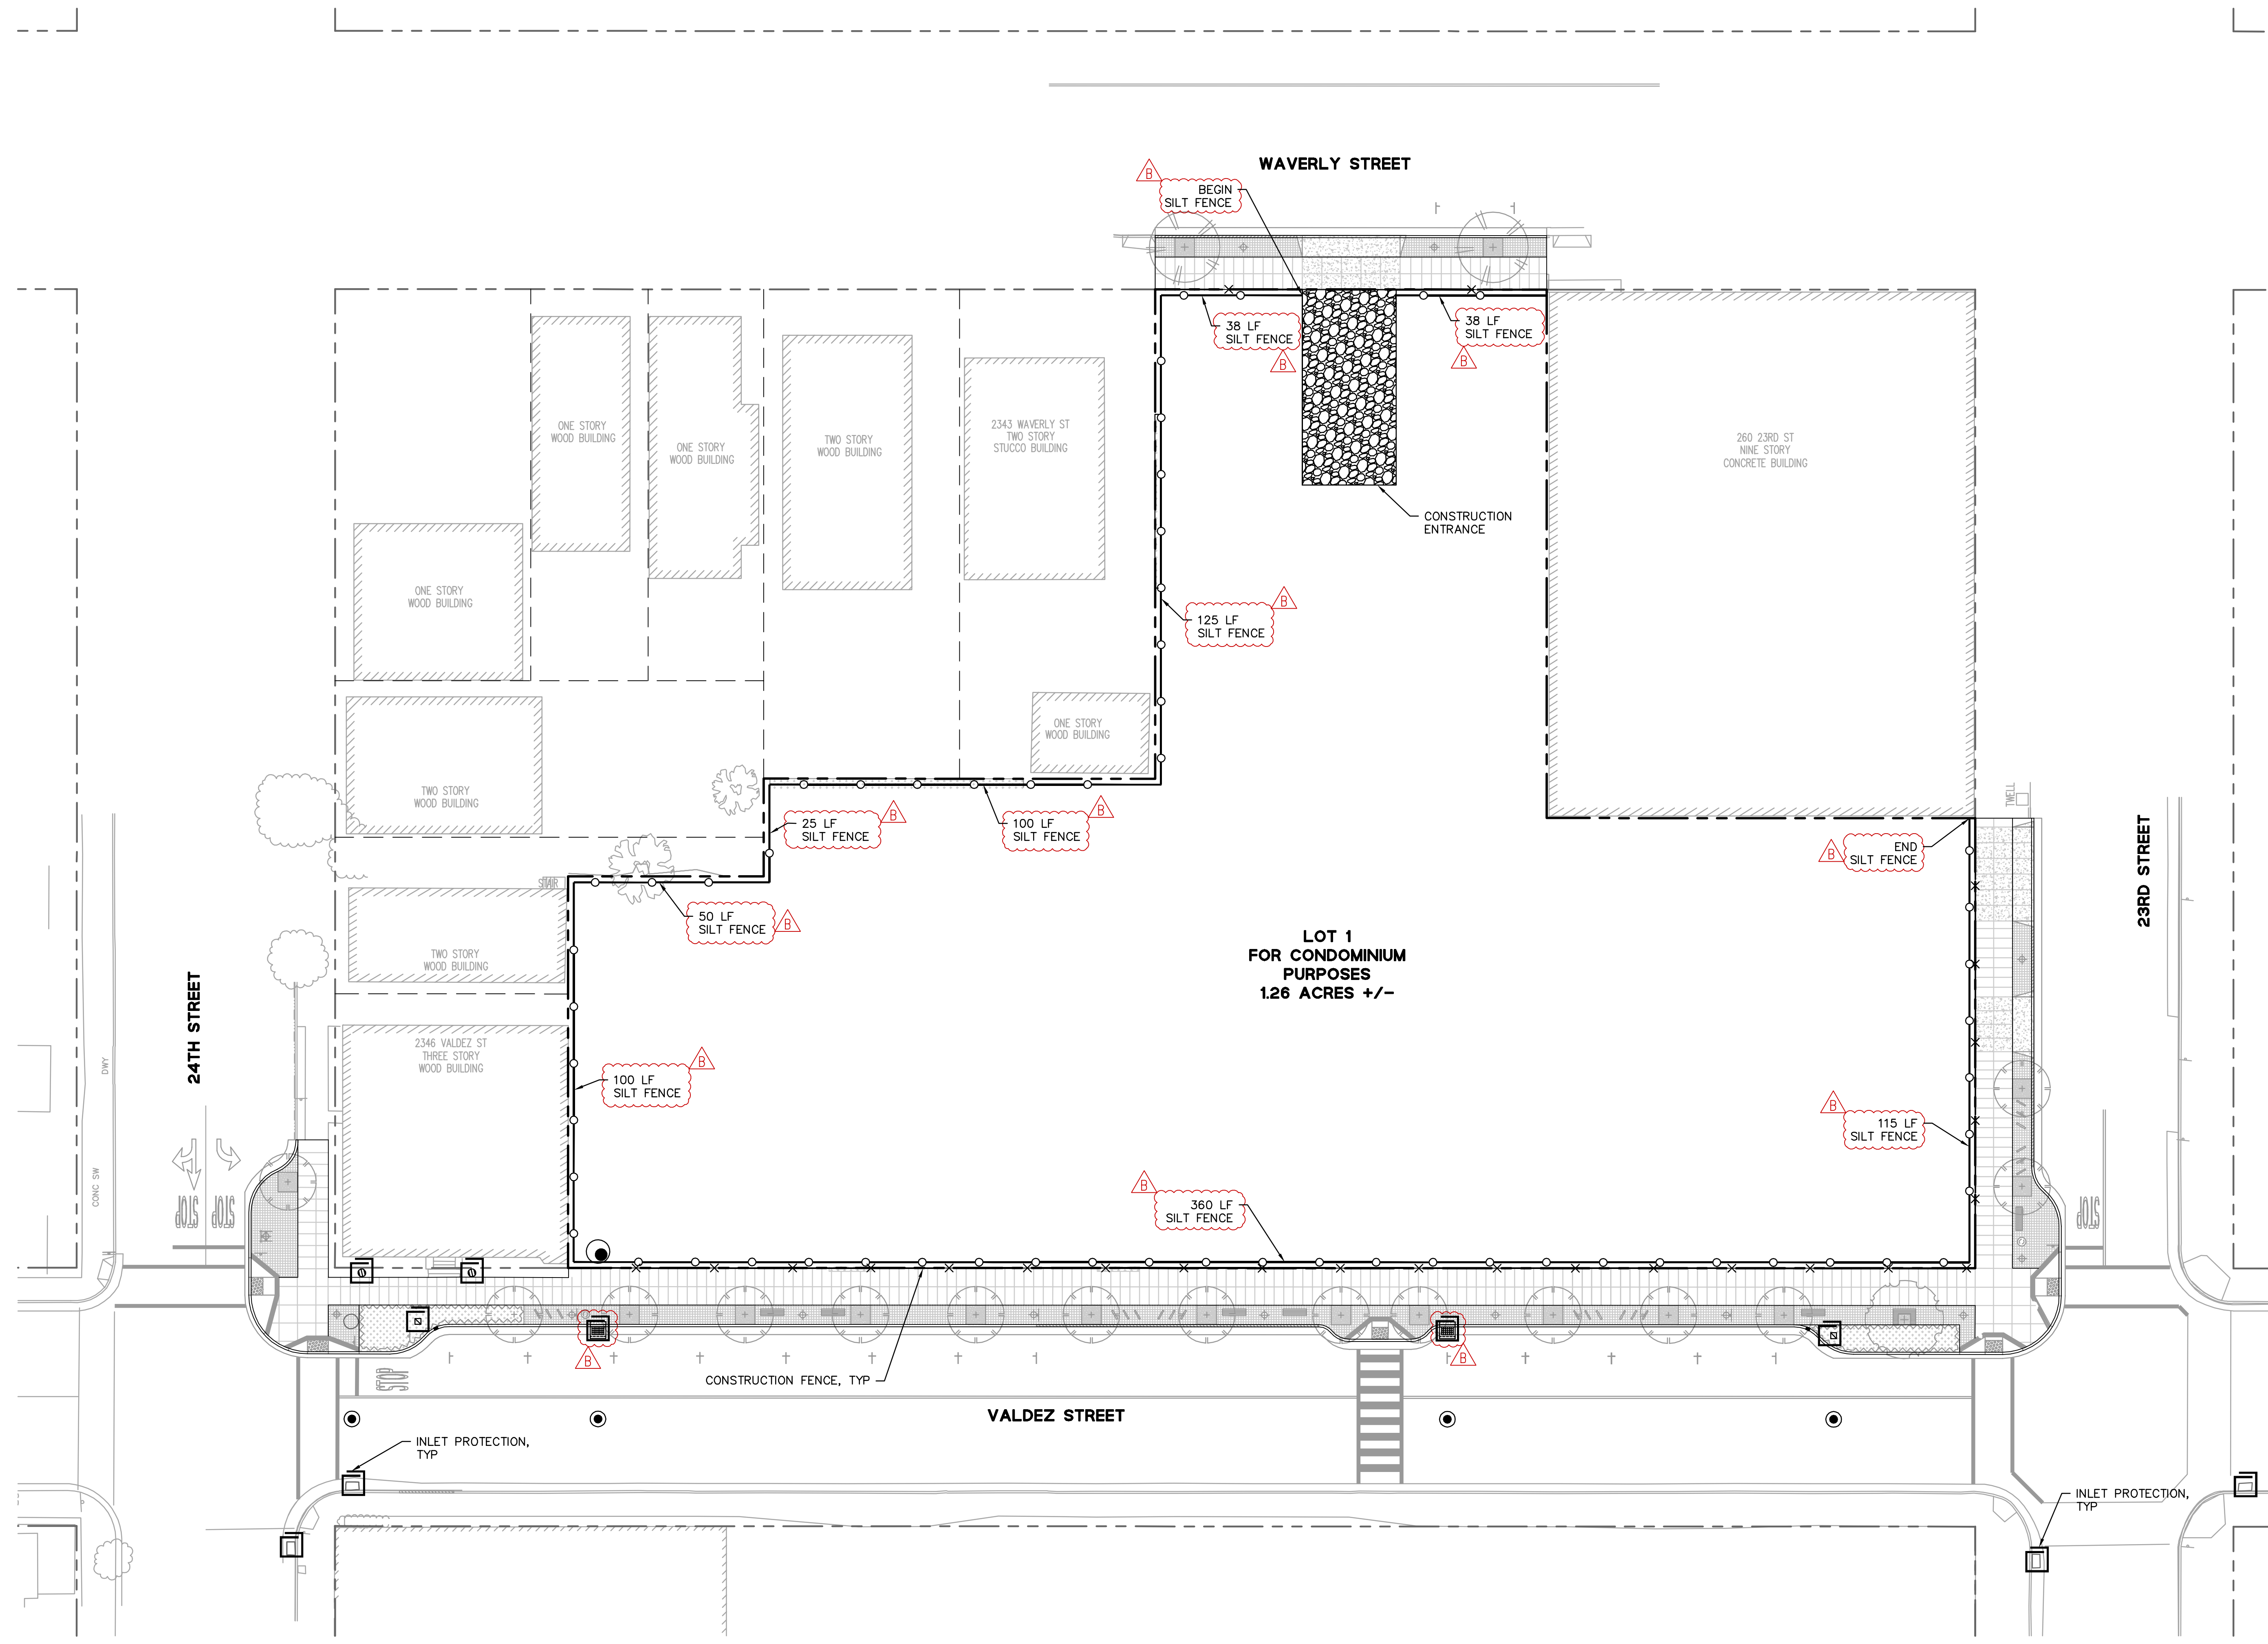 WAVERLY STREET
B
BEGIN
SILT FENCE
38 LF
SILT FENCE
B
38 LF
SILT FENCE
B
ONE STORY
WOOD BUILDING
ONE STORY
WOOD BUILDING
TWO STORY
WOOD BUILDING
2343 WAVERLY ST
TWO STORY
STUCCO BUILDING
260 23RD ST
NINE STORY
CONCRETE BUILDING
CONSTRUCTION
ENTRANCE
ONE STORY
WOOD BUILDING
B
125 LF
SILT FENCE
ONE STORY
WOOD BUILDING
TWO STORY
WOOD BUILDING
25 LF
SILT FENCE
B
100 LF
SILT FENCE
B
TWELL
END
SILT FENCE
B
23RD STREET
STAIR
50 LF
SILT FENCE
B
LOT 1
FOR CONDOMINIUM
PURPOSES
1.26 ACRES +/-
TWO STORY
WOOD BUILDING
24TH STREET
2346 VALDEZ ST
THREE STORY
WOOD BUILDING
DWY
100 LF
SILT FENCE
B
B
115 LF
SILT FENCE
CONC SW
STOP
STOP
B
360 LF
SILT FENCE
STOP
B
B
STOP
CONSTRUCTION FENCE, TYP
VALDEZ STREET
INLET PROTECTION,
TYP
INLET PROTECTION,
TYP